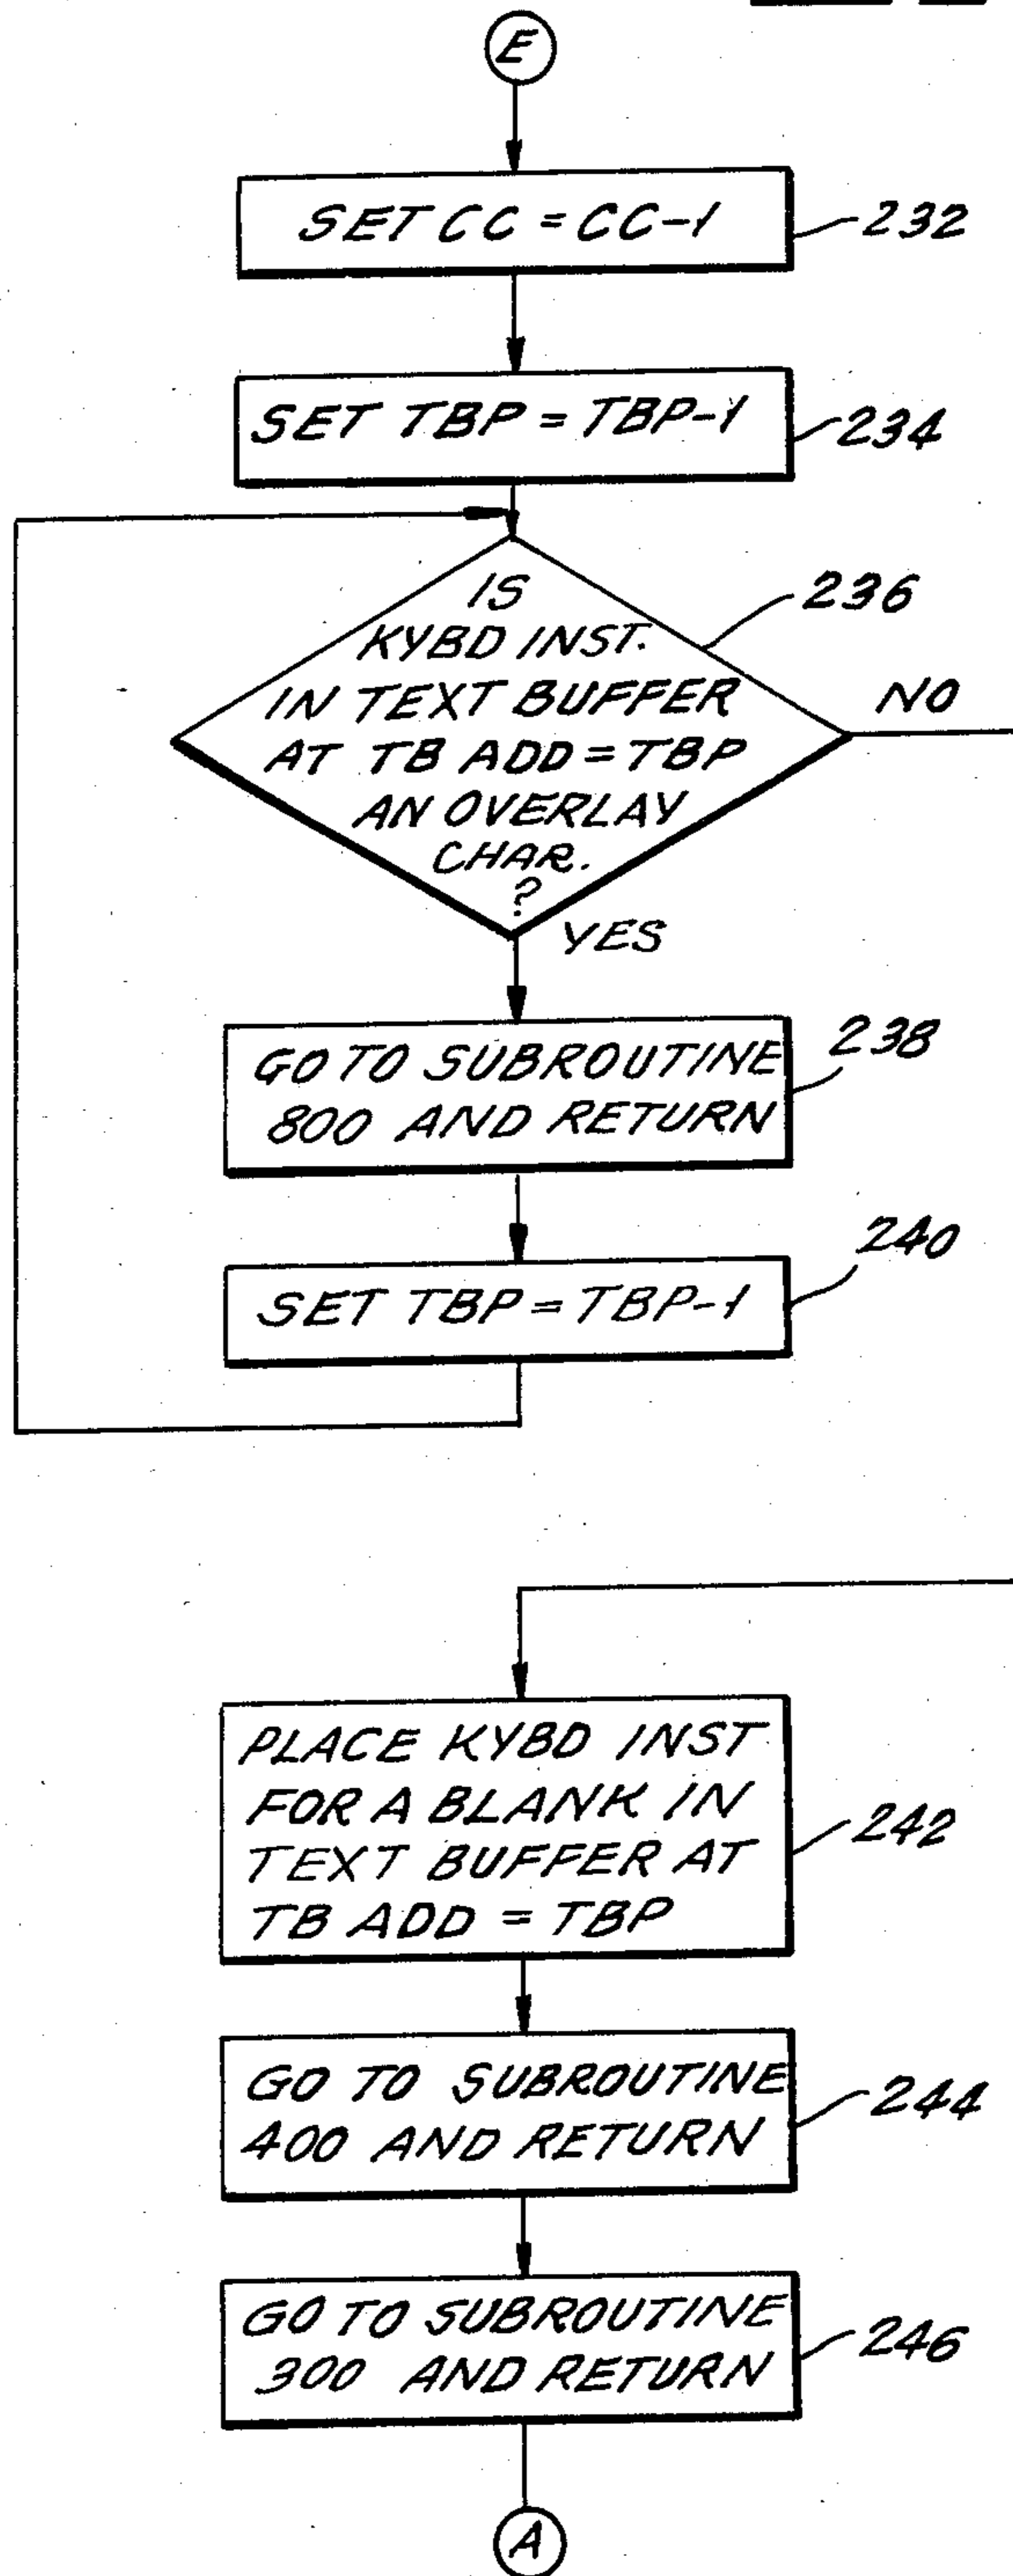 E
SET CC = CC-1
232
SET TBP = TBP-1
234
IS
KYBD INST.
IN TEXT BUFFER
AT TB ADD = TBP
AN OVERLAY
CHAR.
?
236
NO
YES
GO TO SUBROUTINE
800 AND RETURN
238
SET TBP = TBP-1
240
PLACE KYBD INST
FOR A BLANK IN
TEXT BUFFER AT
TB ADD = TBP
242
GO TO SUBROUTINE
400 AND RETURN
244
GO TO SUBROUTINE
300 AND RETURN
246
A